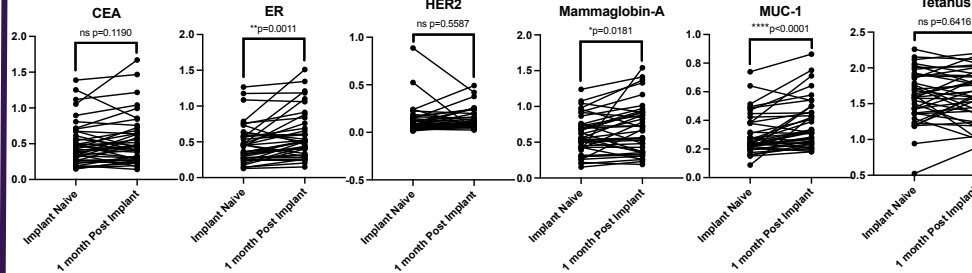 CEA
ns p=0.1190
2.0
1.5
1.0
0.5
0.0
Implant Naive
1 month Post Implant
ER
**p=0.0011
2.0
1.5
1.0
0.5
0.0
Implant Naive
1 month Post Implant
HER2
ns p=0.5587
1.0
0.5
0.0
-0.5
Implant Naive
1 month Post Implant
Mammaglobin-A
*p=0.0181
2.0
1.5
1.0
0.5
0.0
Implant Naive
1 month Post Implant
MUC-1
****p<0.0001
1.0
0.8
0.6
0.4
0.2
0.0
Implant Naive
1 month Post Implant
Tetanus
ns p=0.6416
2.5
2.0
1.5
1.0
0.5
Implant Naive
1 month Post Implant